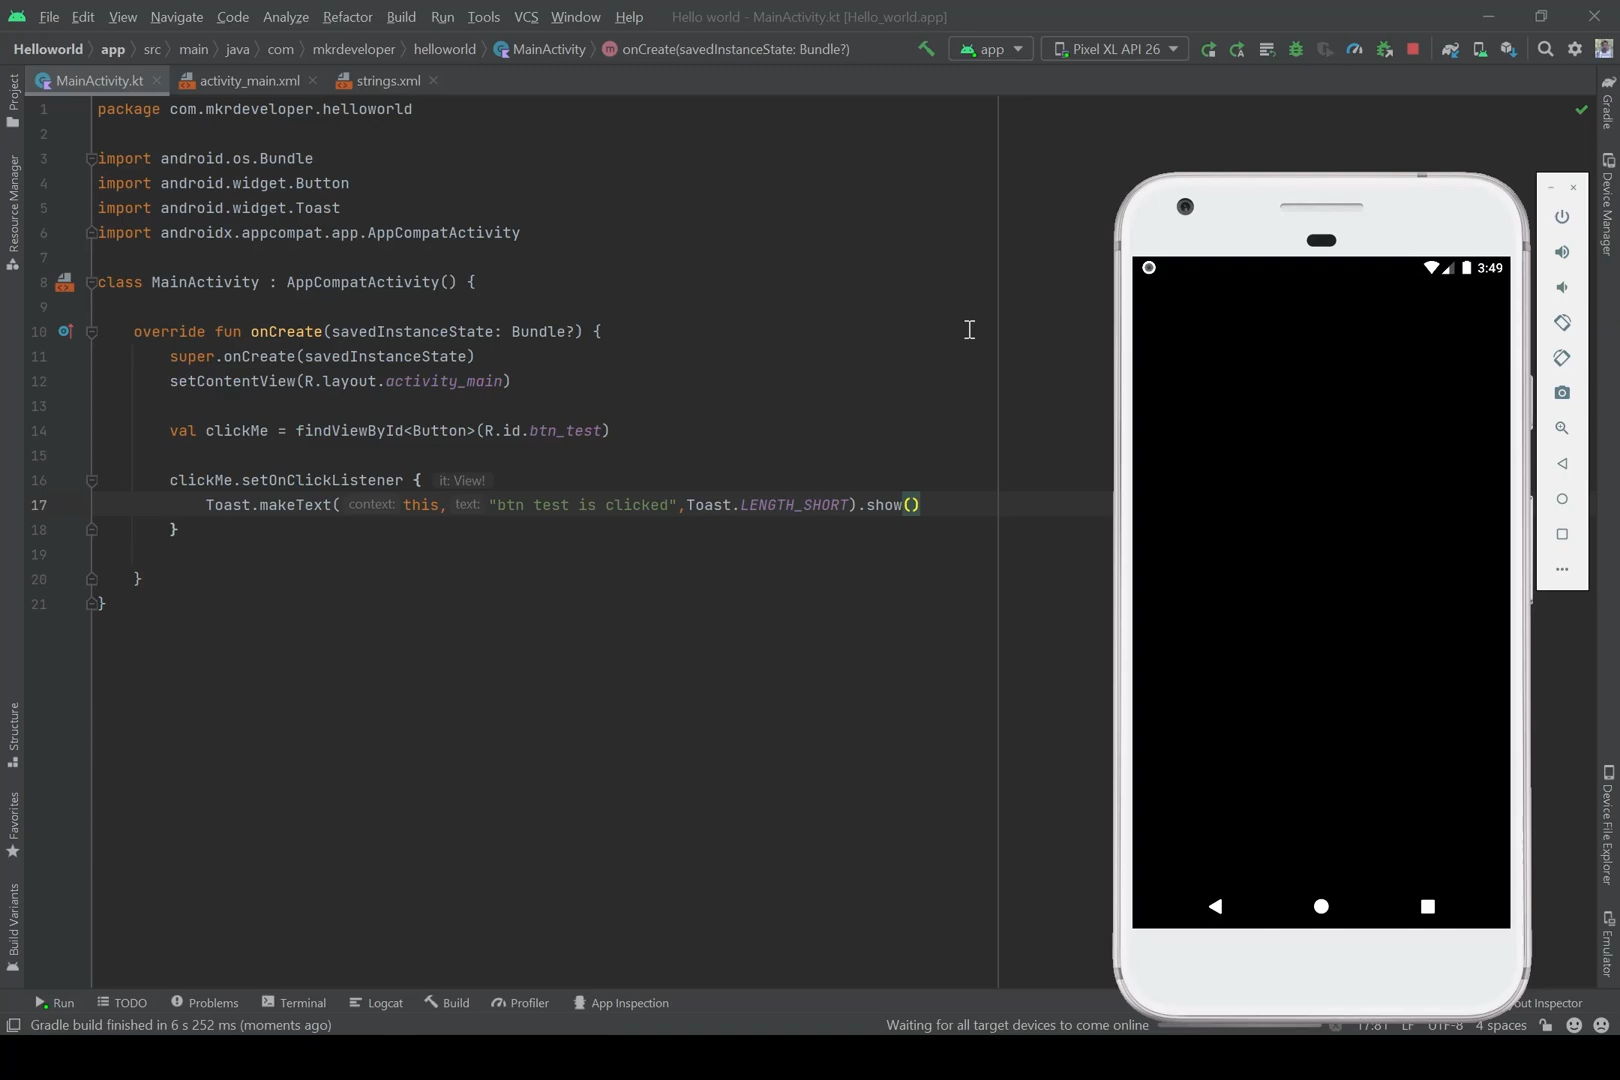 File Edit View Navigate Code Analyze Refactor Build Run Tools VCS Window Help Hello world - MainActivity.kt [Hello_world.app]
Helloworld app src main java com mkrdeveloper helloworld MainActivity onCreate(savedInstanceState: Bundle?) app Pixel XL API 26
MainActivity.kt activity_main.xml strings.xml
Project
Resource Manager
Structure
Favorites
Build Variants
1 package com.mkrdeveloper.helloworld
2
3 import android.os.Bundle
4 import android.widget.Button
5 import android.widget.Toast
6 import androidx.appcompat.app.AppCompatActivity
7
8 class MainActivity : AppCompatActivity() {
9
10 override fun onCreate(savedInstanceState: Bundle?) {
11 super.onCreate(savedInstanceState)
12 setContentView(R.layout.activity_main)
13
14 val clickMe = findViewById<Button>(R.id.btn_test)
15
16 clickMe.setOnClickListener { it: View!
17 Toast.makeText( context: this, text: "btn test is clicked",Toast.LENGTH_SHORT).show()
18 }
19
20 }
21 }
3:49
Gradle
Device Manager
Device File Explorer
Emulator
Run TODO Problems Terminal Logcat Build Profiler App Inspection out Inspector
Gradle build finished in 6 s 252 ms (moments ago) Waiting for all target devices to come online 17:81 LF UTF-8 4 spaces